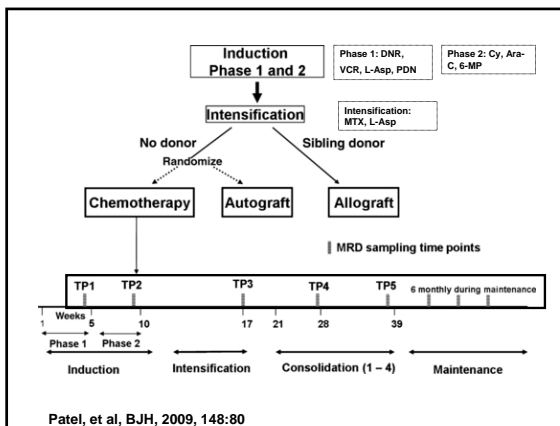 Induction
Phase 1 and 2
Phase 1: DNR,
VCR, L-Asp, PDN
Phase 2: Cy, Ara-
C, 6-MP
Intensification
Intensification:
MTX, L-Asp
No donor
Sibling donor
Randomize
Chemotherapy
Autograft
Allograft
MRD sampling time points
TP1
TP2
TP3
TP4
TP5
6 monthly during maintenance
Weeks
1
5
10
17
21
28
39
Phase 1
Phase 2
Induction
Intensification
Consolidation (1 – 4)
Maintenance
Patel, et al, BJH, 2009, 148:80